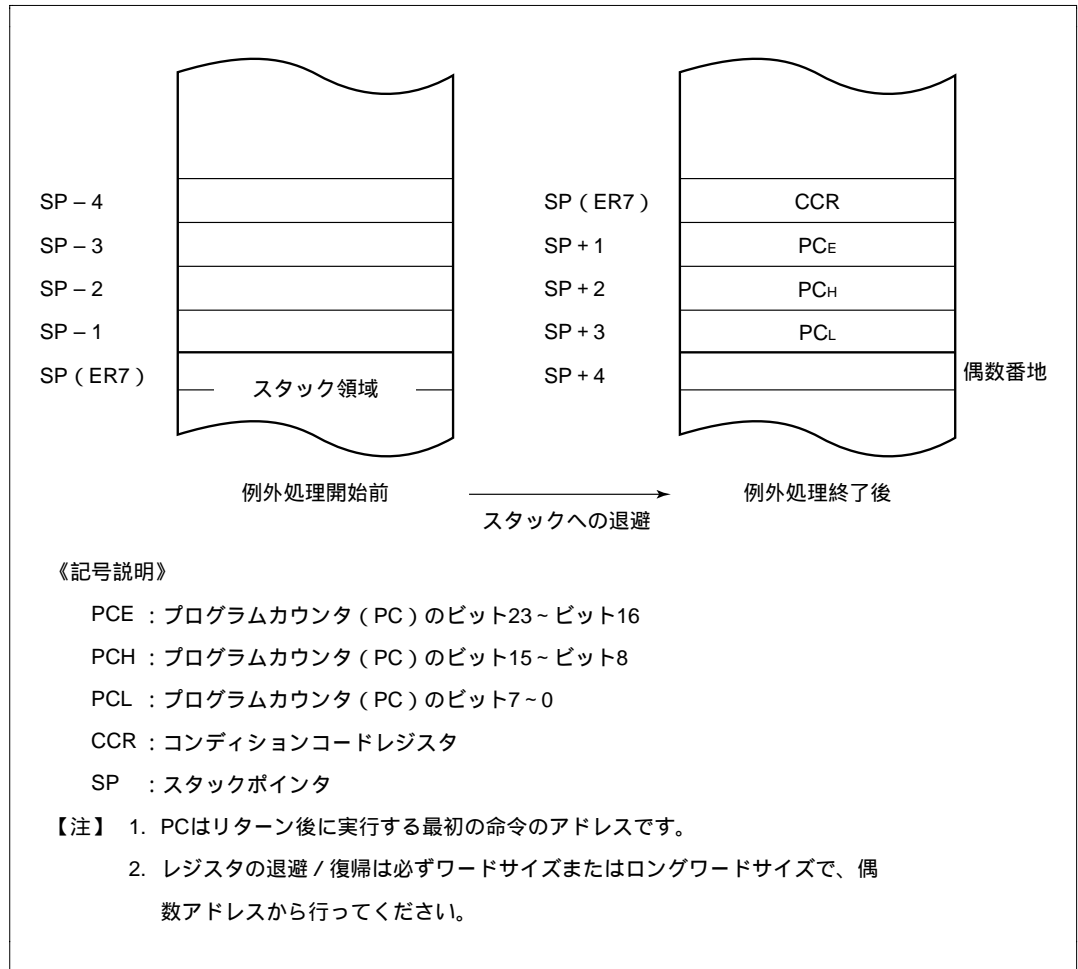 SP – 4
SP – 3
SP – 2
SP – 1
SP（ER7）
スタック領域
例外処理開始前
SP（ER7） CCR
SP + 1 PCE
SP + 2 PCH
SP + 3 PCL
SP + 4
偶数番地
例外処理終了後
スタックへの退避
《記号説明》
PCE ：プログラムカウンタ（PC）のビット23～ビット16
PCH ：プログラムカウンタ（PC）のビット15～ビット8
PCL ：プログラムカウンタ（PC）のビット7～0
CCR ：コンディションコードレジスタ
SP ：スタックポインタ
【注】 1. PCはリターン後に実行する最初の命令のアドレスです。
2. レジスタの退避／復帰は必ずワードサイズまたはロングワードサイズで、偶
数アドレスから行ってください。